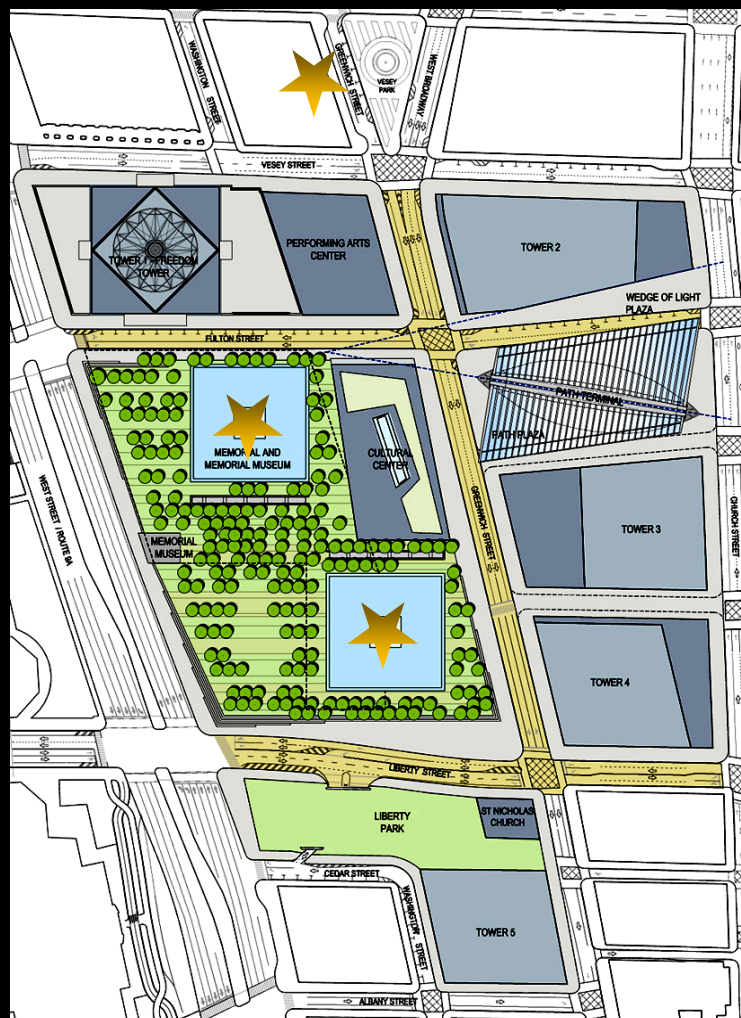 WASHINGTON STREET
GREENWICH STREET
WEST BROADWAY
VESEY
PARK
VESEY STREET
PERFORMING ARTS
CENTER
TOWER 1 - FREEDOM
TOWER
TOWER 2
WEDGE OF LIGHT
PLAZA
FULTON STREET
PATH TERMINAL
PATH PLAZA
CULTURAL
CENTER
MEMORIAL AND
MEMORIAL MUSEUM
WEST STREET / ROUTE 9A
GREENWICH STREET
CHURCH STREET
TOWER 3
MEMORIAL
MUSEUM
TOWER 4
LIBERTY STREET
LIBERTY
PARK
ST NICHOLAS
CHURCH
CEDAR STREET
WASHINGTON STREET
TOWER 5
ALBANY STREET